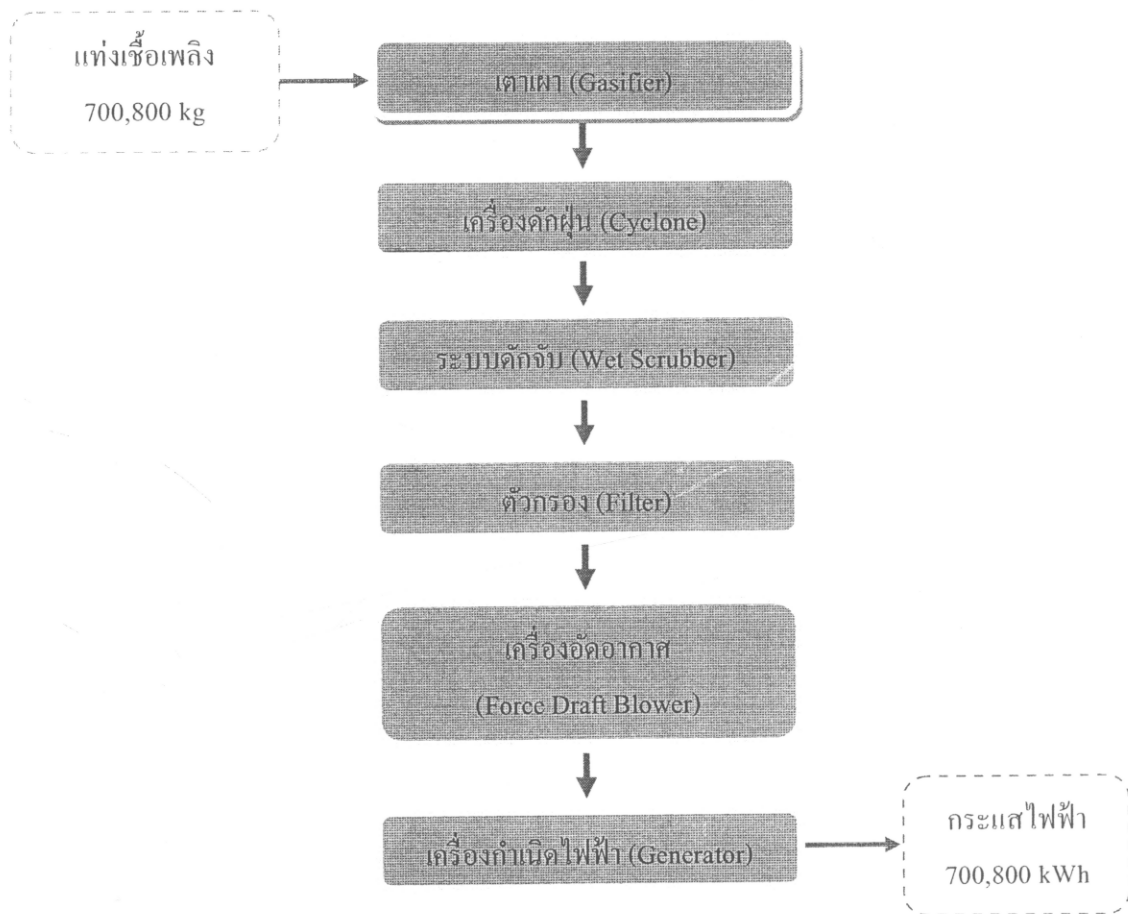 แท่งเชื้อเพลิง
700,800 kg
เตาเผา (Gasifier)
เครื่องดักฝุ่น (Cyclone)
ระบบดักจับ (Wet Scrubber)
ตัวกรอง (Filter)
เครื่องอัดอากาศ
(Force Draft Blower)
เครื่องกำเนิดไฟฟ้า (Generator)
กระแสไฟฟ้า
700,800 kWh